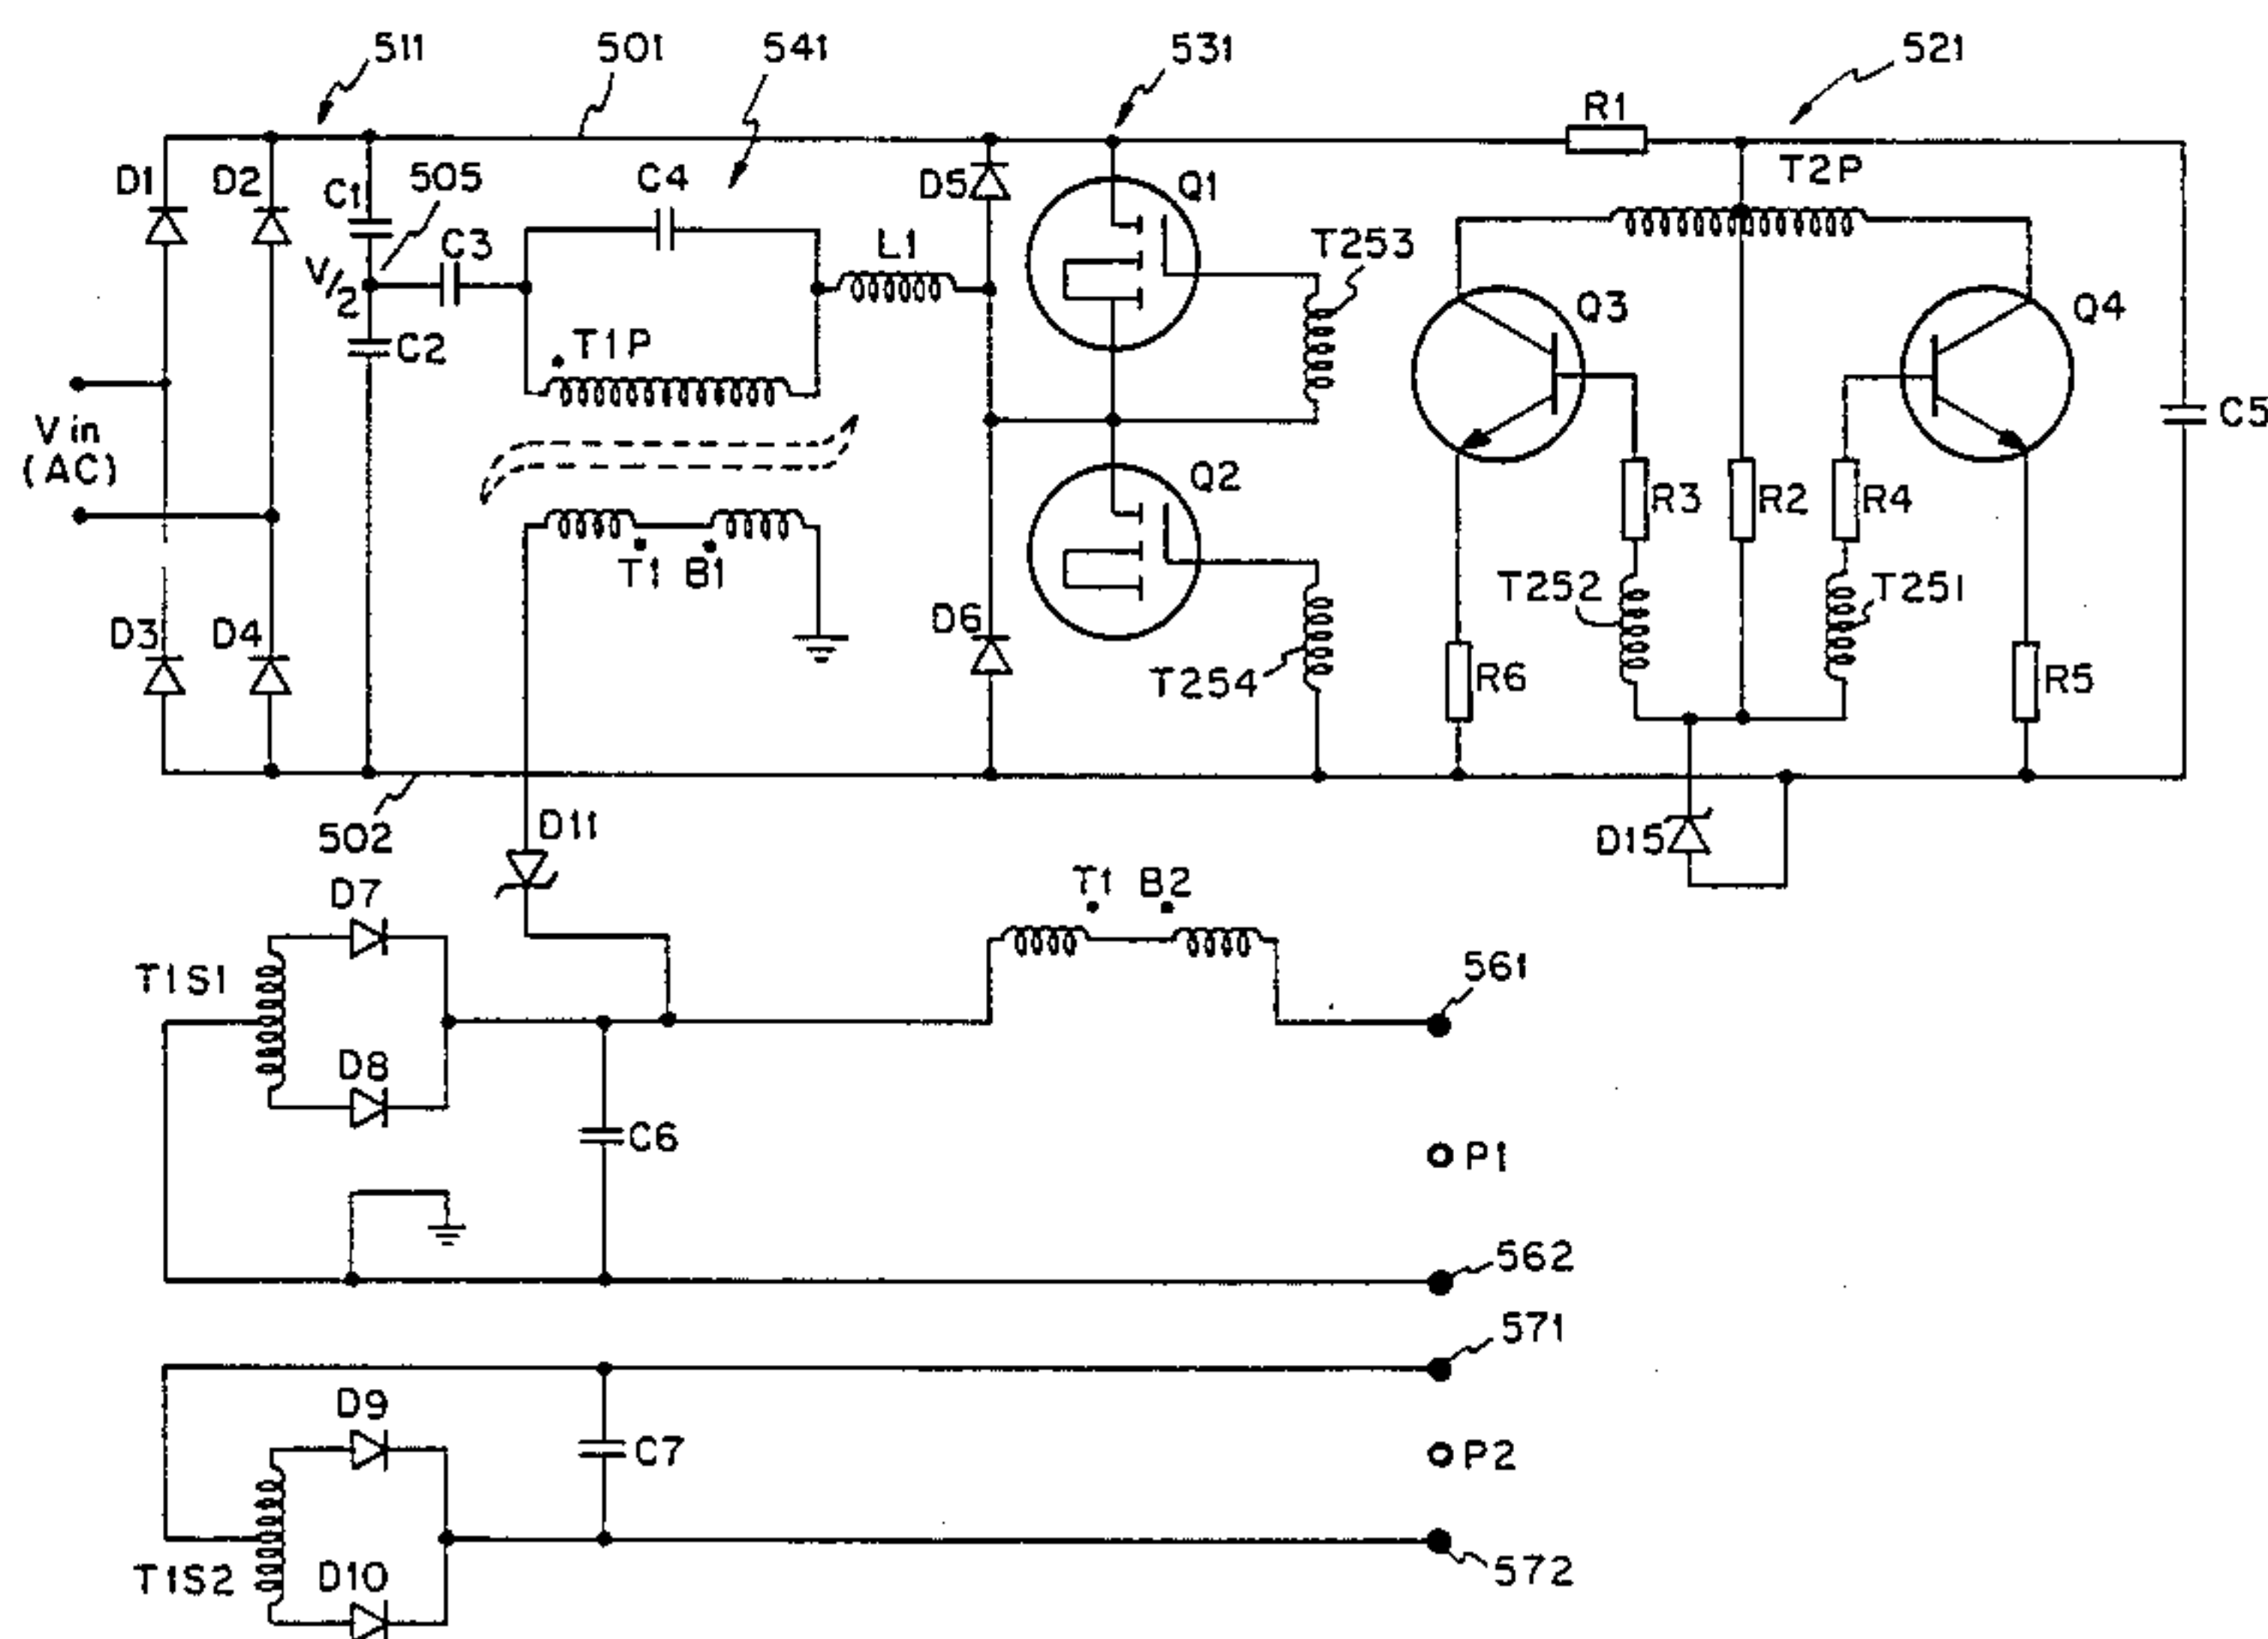 511
501
541
531
521
R1
D1
D2
C1
505
C4
D5
Q1
T2P
V/2
C3
L1
T253
Q3
Q4
C2
T1P
C5
V in
(AC)
Q2
R3
R2
R4
T1 B1
T252
T251
D3
D4
D6
T254
R6
R5
502
D11
D15
D7
T1 B2
T1S1
561
D8
C6
P1
562
571
D9
C7
P2
T1S2
D10
572